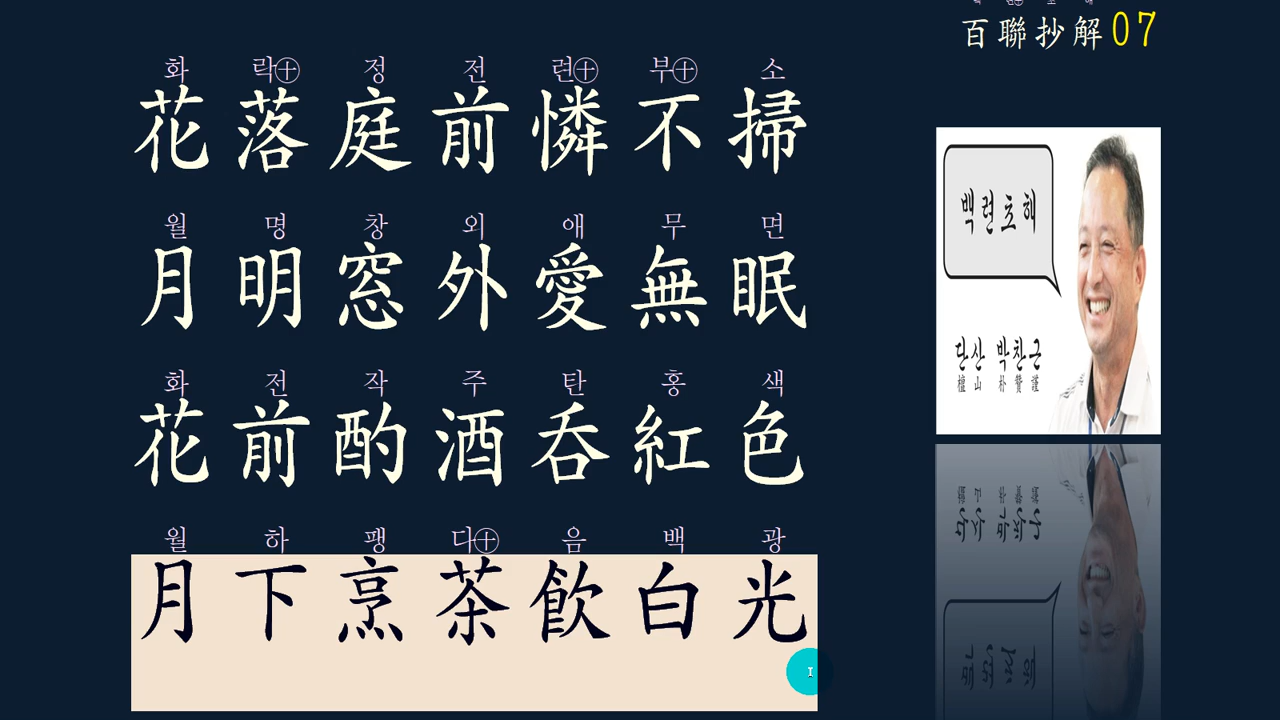 百聯抄解07
화 락㊉ 정 전 련㊉ 부㊉ 소
花落庭前憐不掃
월 명 창 외 애 무 면
月明窓外愛無眠
화 전 작 주 탄 홍 색
花前酌酒呑紅色
월 하 팽 다㊉ 음 백 광
月下烹茶飮白光
백련초해
단산 박찬근
檀山 朴贊謹